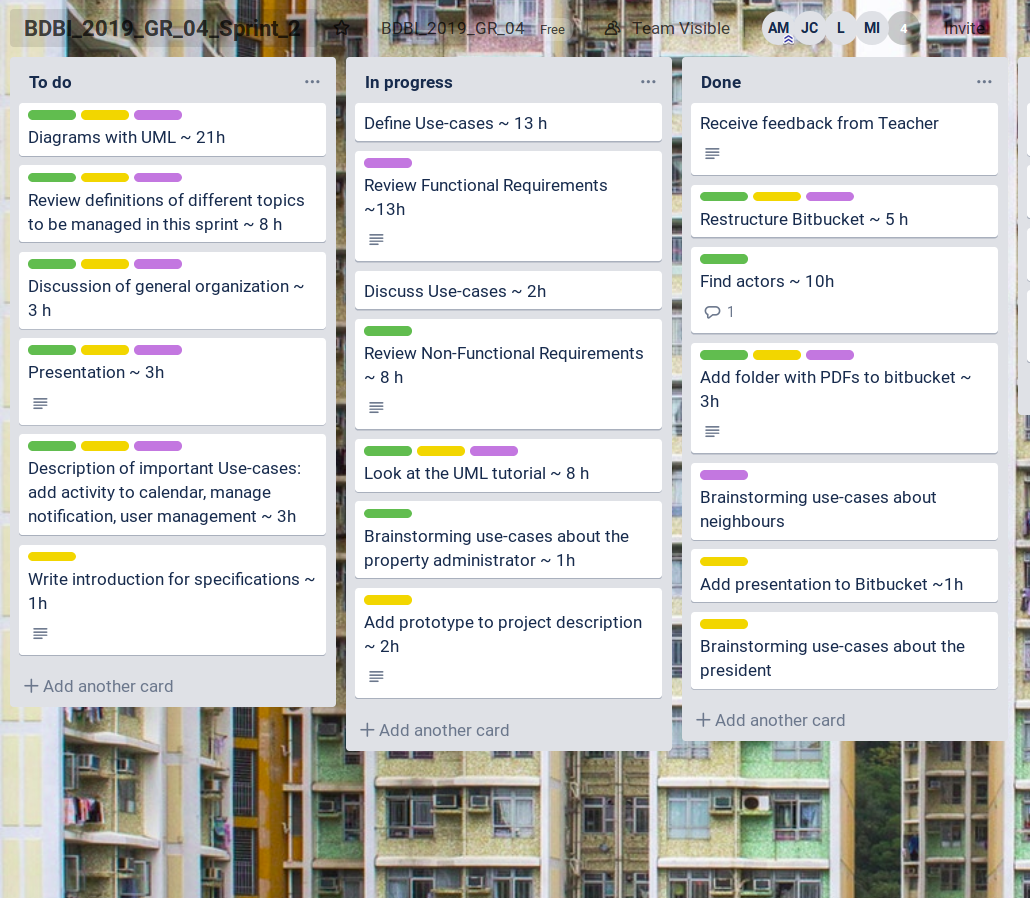 BDBI_2019_GR_04_Sprint_2 BDBI_2019_GR_04 Free Team Visible AM JC L MI 4 Invite
To do
Diagrams with UML ~ 21h
Review definitions of different topics
to be managed in this sprint ~ 8 h
Discussion of general organization ~
3 h
Presentation ~ 3h
Description of important Use-cases:
add activity to calendar, manage
notification, user management ~ 3h
Write introduction for specifications ~
1h
Add another card
In progress
Define Use-cases ~ 13 h
Review Functional Requirements
~13h
Discuss Use-cases ~ 2h
Review Non-Functional Requirements
~ 8 h
Look at the UML tutorial ~ 8 h
Brainstorming use-cases about the
property administrator ~ 1h
Add prototype to project description
~ 2h
Add another card
Done
Receive feedback from Teacher
Restructure Bitbucket ~ 5 h
Find actors ~ 10h
1
Add folder with PDFs to bitbucket ~
3h
Brainstorming use-cases about
neighbours
Add presentation to Bitbucket ~1h
Brainstorming use-cases about the
president
Add another card